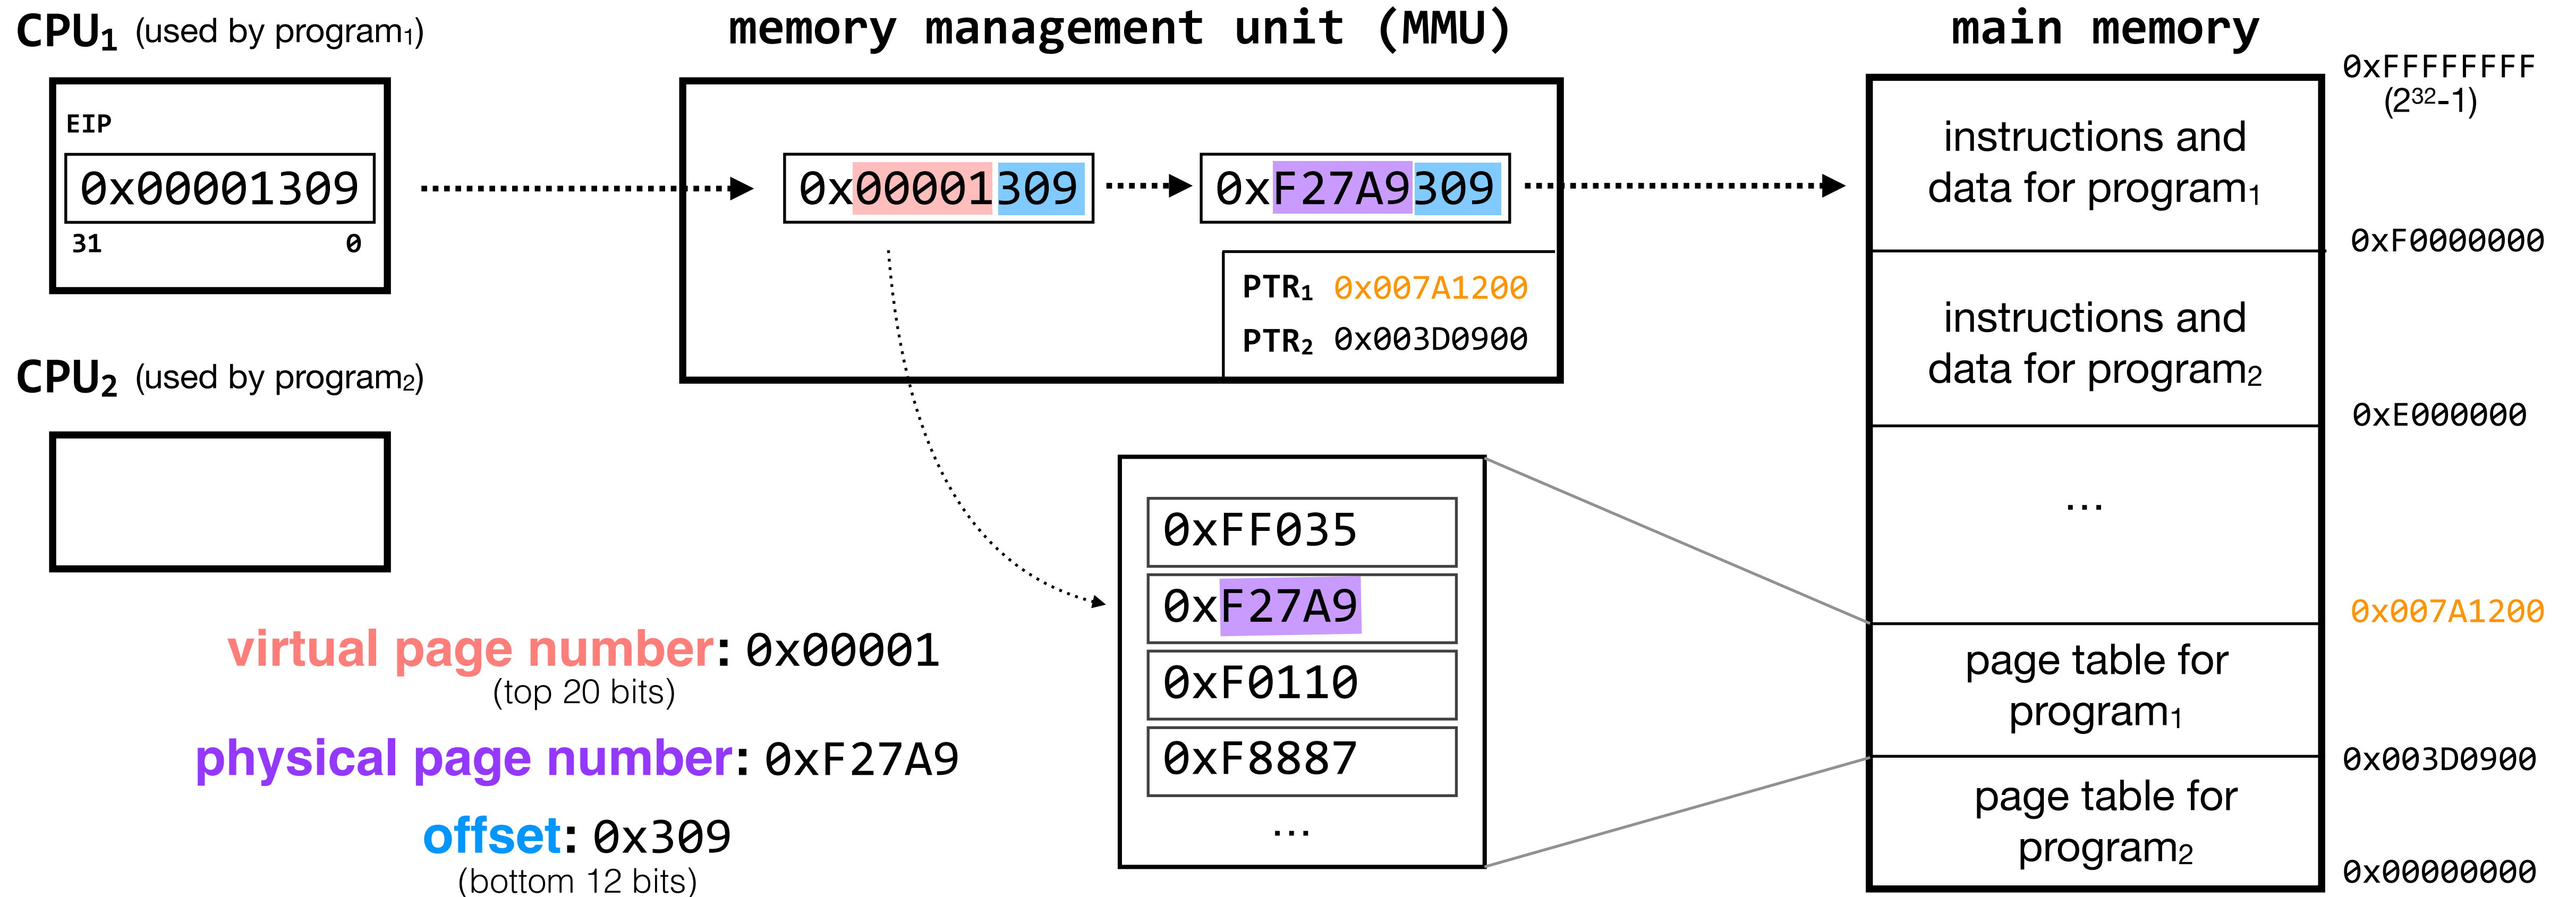 CPU₁ (used by program₁)
EIP
0x00001309
31 0
CPU₂ (used by program₂)
virtual page number: 0x00001
(top 20 bits)
physical page number: 0xF27A9
offset: 0x309
(bottom 12 bits)
memory management unit (MMU)
0x00001309
0xF27A9309
PTR₁ 0x007A1200
PTR₂ 0x003D0900
0xFF035
0xF27A9
0xF0110
0xF8887
...
main memory
0xFFFFFFFF
(2³²-1)
instructions and
data for program₁
0xF0000000
instructions and
data for program₂
0xE000000
...
0x007A1200
page table for
program₁
0x003D0900
page table for
program₂
0x00000000